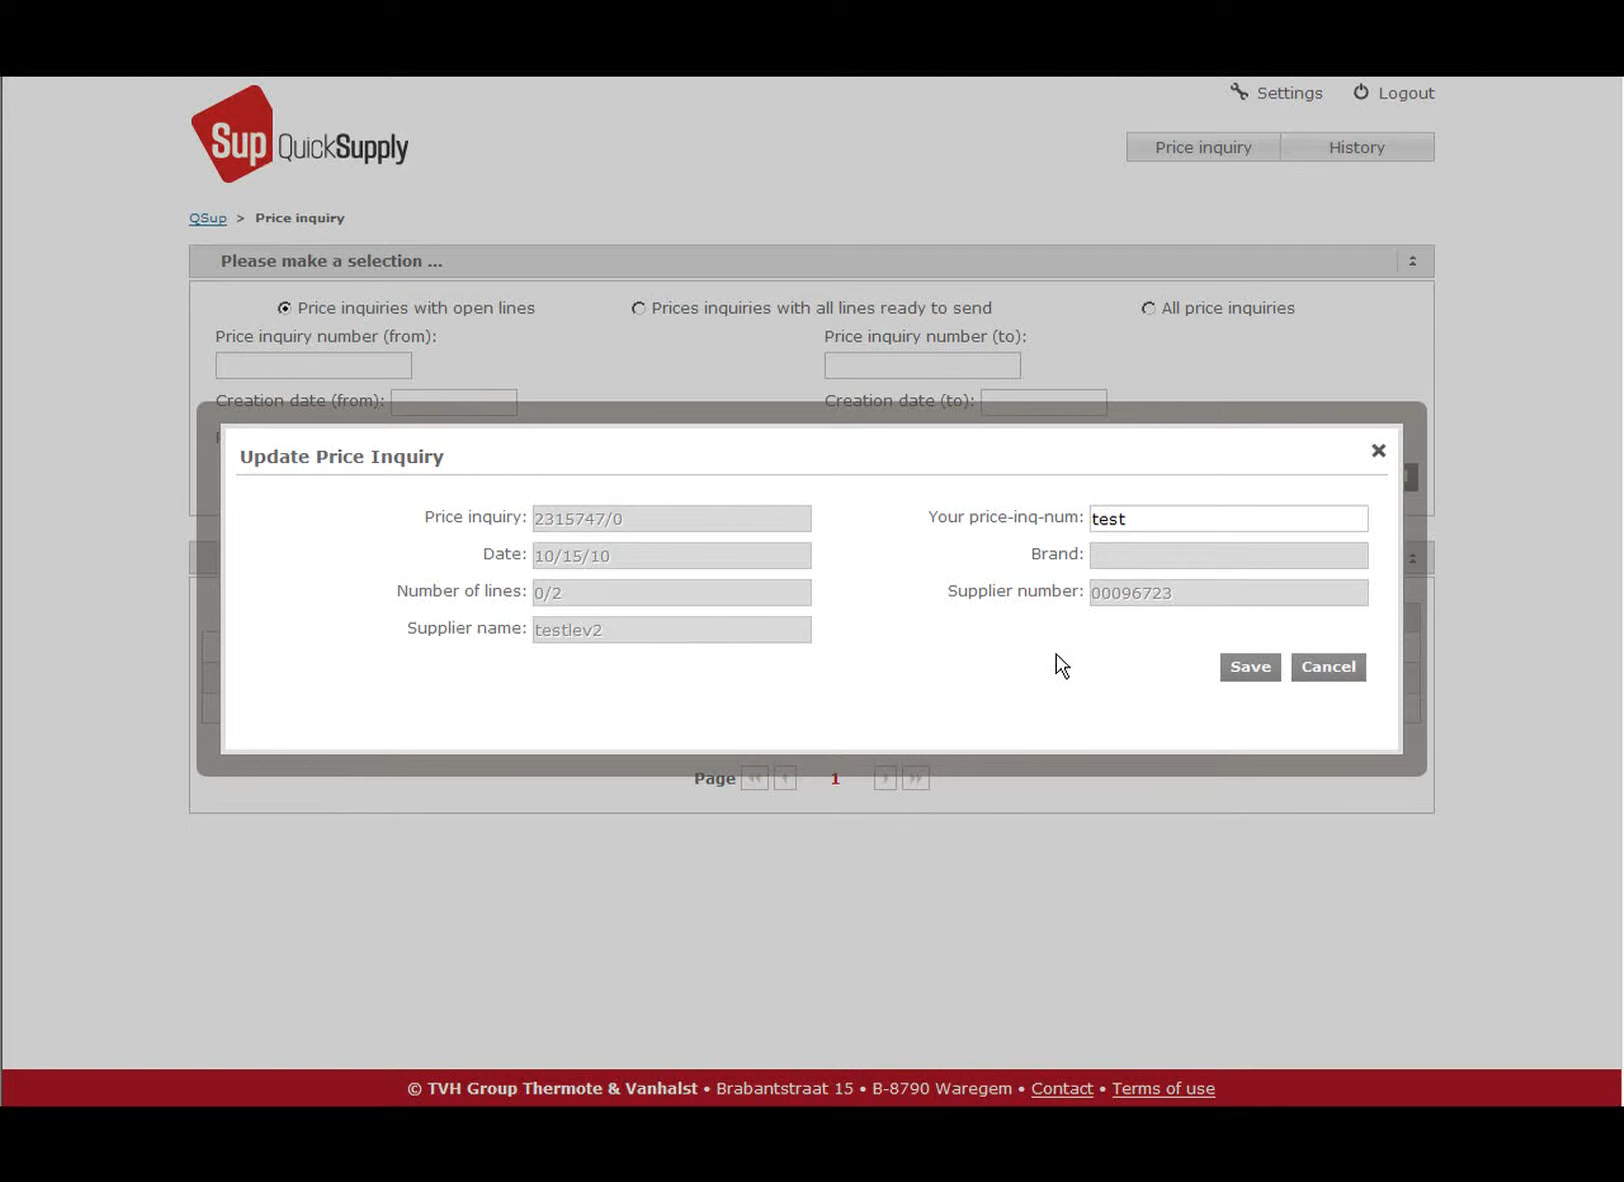 Settings Logout
Sup QuickSupply
Price inquiry History
QSup > Price inquiry
Please make a selection ...
Price inquiries with open lines Prices inquiries with all lines ready to send All price inquiries
Price inquiry number (from): Price inquiry number (to):
Creation date (from): Creation date (to):
Update Price Inquiry
Price inquiry: 2315747/0 Your price-inq-num: test
Date: 10/15/10 Brand:
Number of lines: 0/2 Supplier number: 00096723
Supplier name: testlev2
Save Cancel
Page 1
© TVH Group Thermote & Vanhalst • Brabantstraat 15 • B-8790 Waregem • Contact • Terms of use